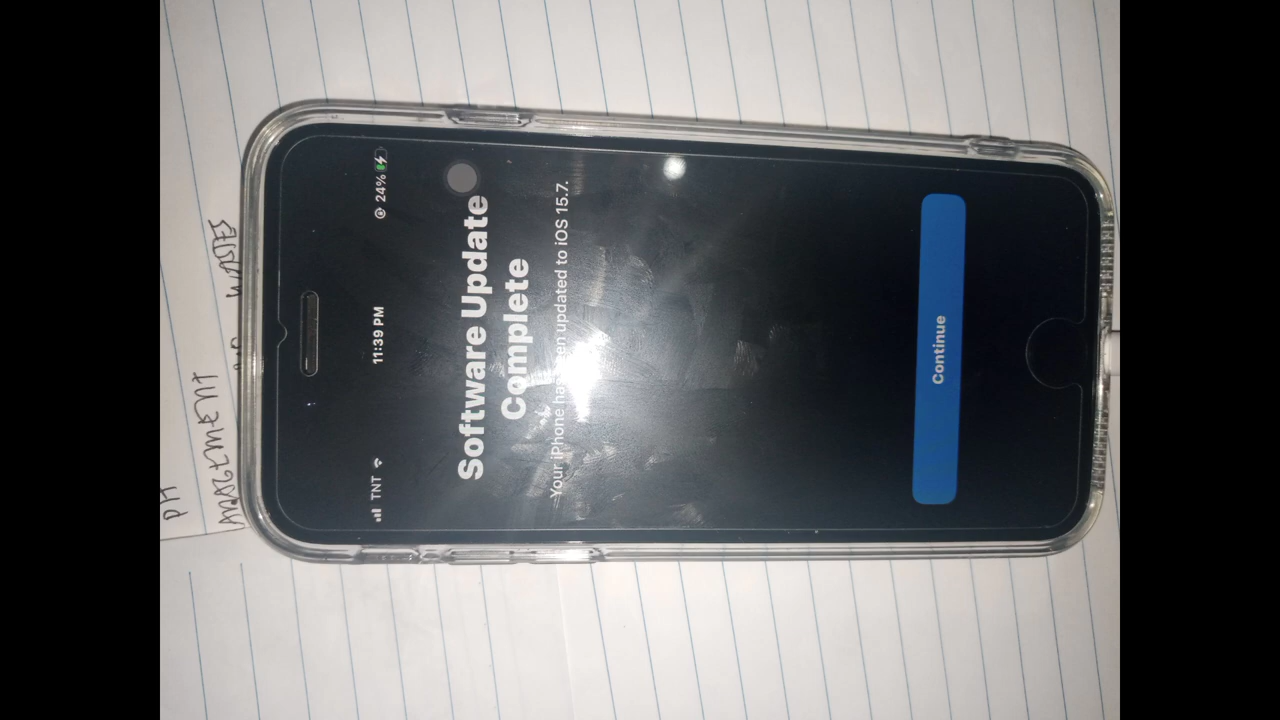 TNT 11:39 PM 24%
Software Update
Complete
Your iPhone has been updated to iOS 15.7.
Continue
PH